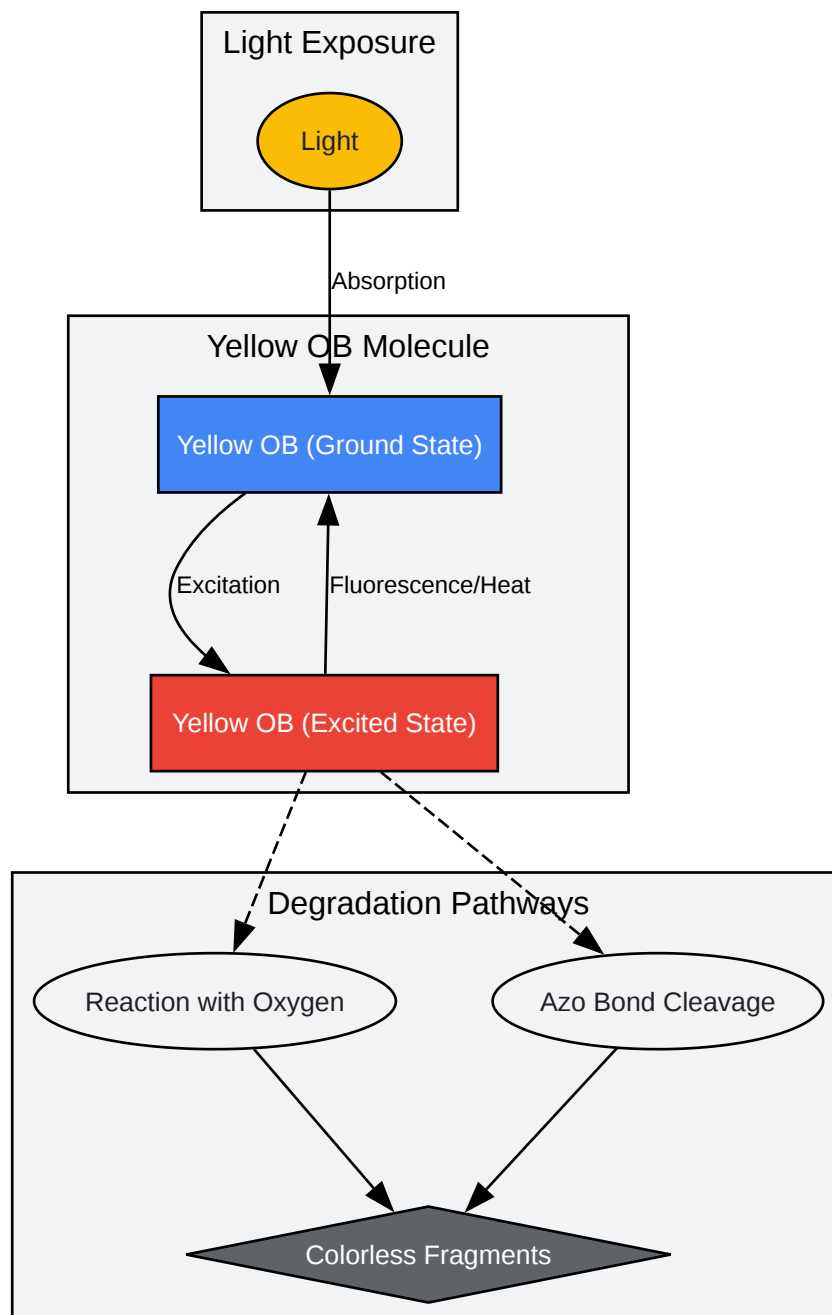 Light Exposure
Light
Absorption
Yellow OB Molecule
Yellow OB (Ground State)
Excitation
Fluorescence/Heat
Yellow OB (Excited State)
Degradation Pathways
Reaction with Oxygen
Azo Bond Cleavage
Colorless Fragments